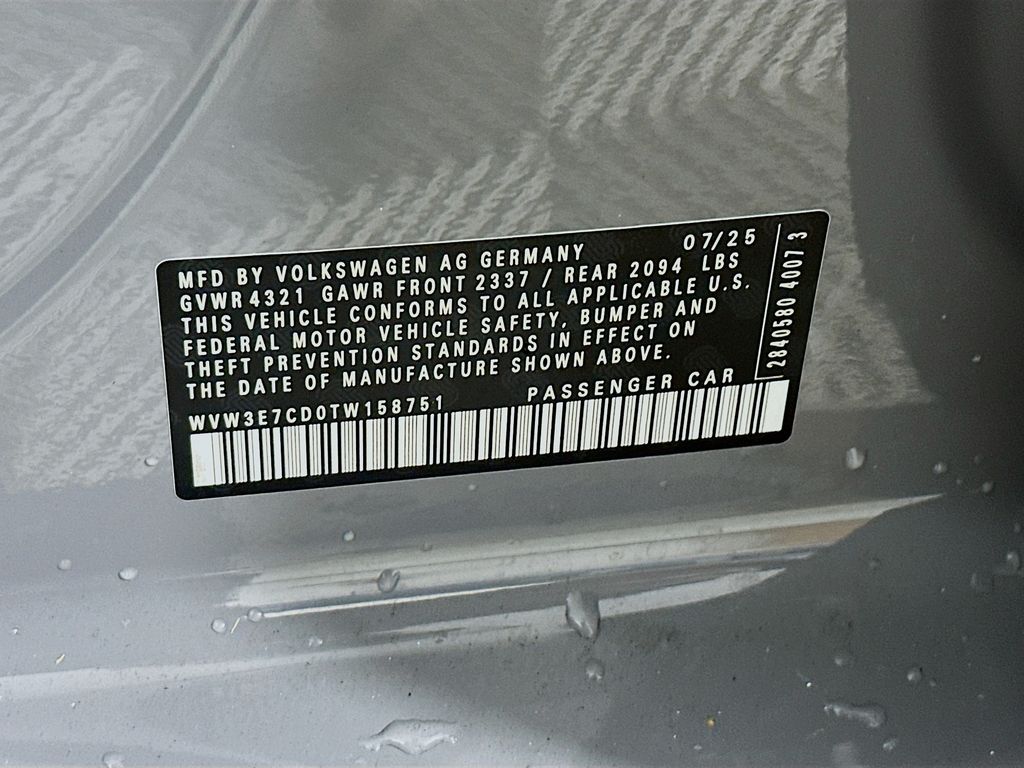 MFD BY VOLKSWAGEN AG GERMANY 07/25
GVWR 4321 GAWR FRONT 2337 / REAR 2094 LBS
THIS VEHICLE CONFORMS TO ALL APPLICABLE U.S.
FEDERAL MOTOR VEHICLE SAFETY, BUMPER AND
THEFT PREVENTION STANDARDS IN EFFECT ON
THE DATE OF MANUFACTURE SHOWN ABOVE.
WVW3E7CD0TW158751 PASSENGER CAR
2840580 4007 3